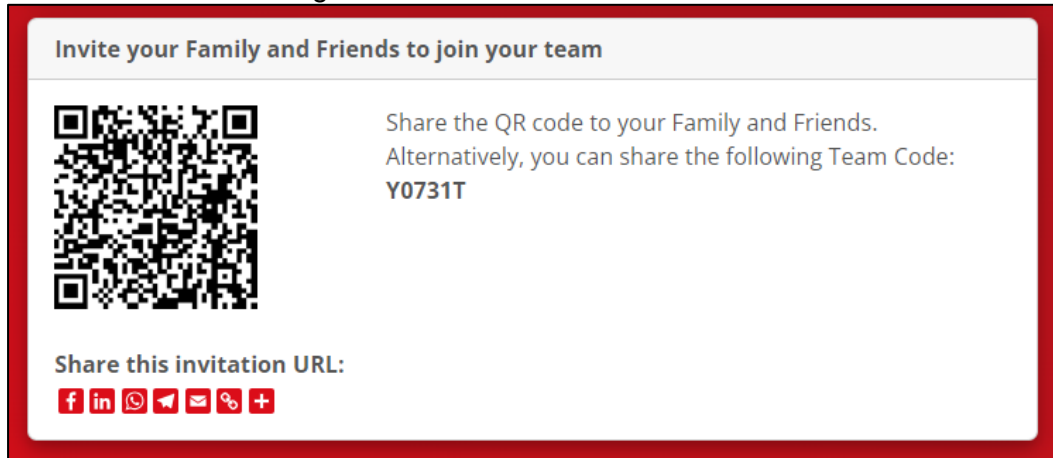 Invite your Family and Friends to join your team
Share the QR code to your Family and Friends.
Alternatively, you can share the following Team Code:
Y0731T
Share this invitation URL: